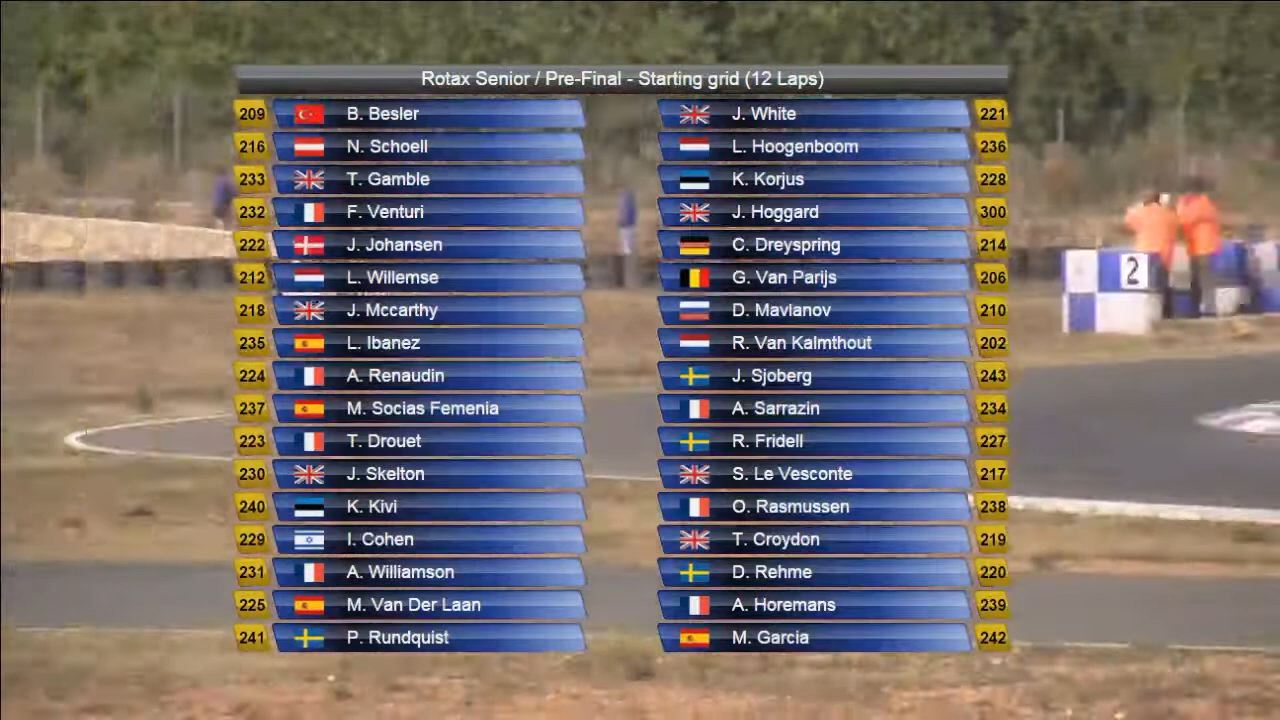 Rotax Senior / Pre-Final - Starting grid (12 Laps)
209 B. Besler J. White 221
216 N. Schoell L. Hoogenboom 236
233 T. Gamble K. Korjus 228
232 F. Venturi J. Hoggard 300
222 J. Johansen C. Dreyspring 214
212 L. Willemse G. Van Parijs 206
218 J. Mccarthy D. Mavlanov 210
235 L. Ibanez R. Van Kalmthout 202
224 A. Renaudin J. Sjoberg 243
237 M. Socias Femenia A. Sarrazin 234
223 T. Drouet R. Fridell 227
230 J. Skelton S. Le Vesconte 217
240 K. Kivi O. Rasmussen 238
229 I. Cohen T. Croydon 219
231 A. Williamson D. Rehme 220
225 M. Van Der Laan A. Horemans 239
241 P. Rundquist M. Garcia 242
2